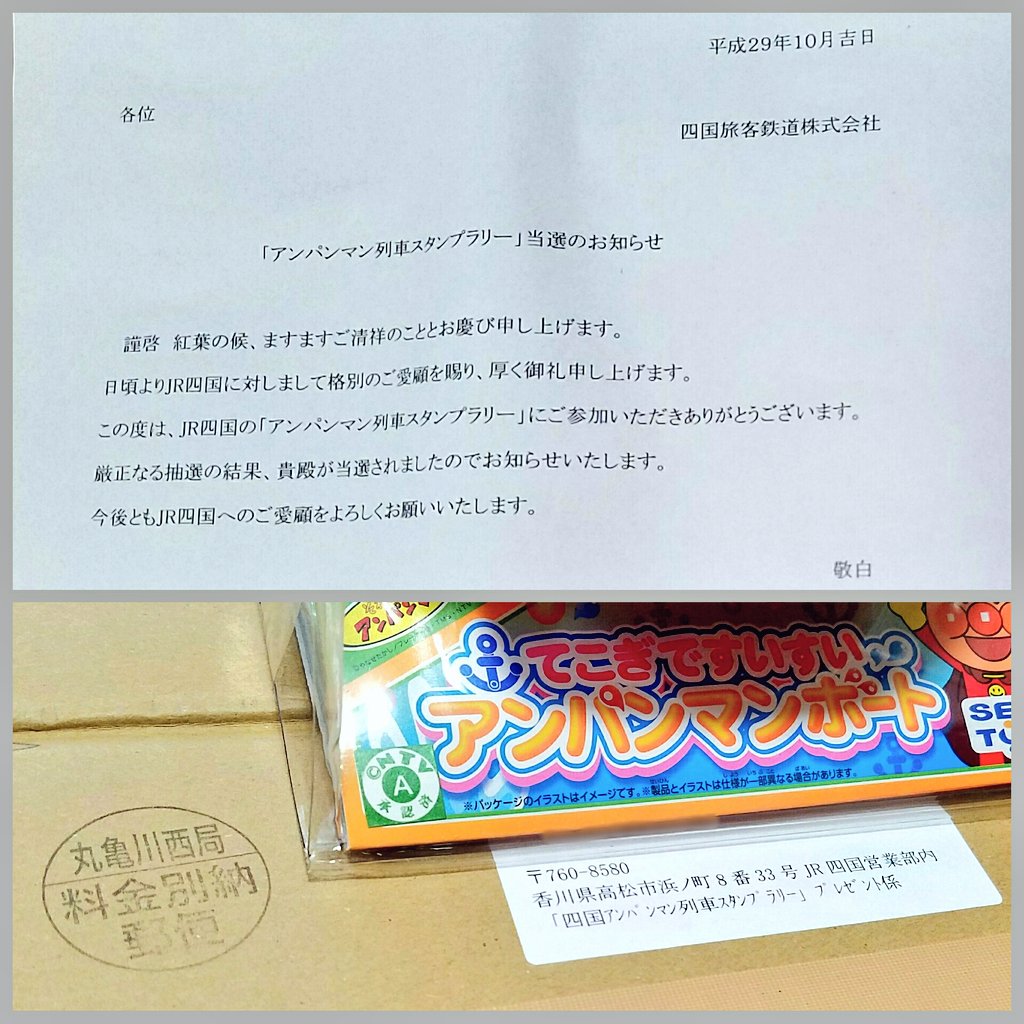 平成29年10月吉日
各位
四国旅客鉄道株式会社
「アンパンマン列車スタンプラリー」当選のお知らせ
謹啓 紅葉の候、ますますご清祥のこととお慶び申し上げます。
日頃よりJR四国に対しまして格別のご愛顧を賜り、厚く御礼申し上げます。
この度は、JR四国の「アンパンマン列車スタンプラリー」にご参加いただきありがとうございます。
厳正なる抽選の結果、貴殿が当選されましたのでお知らせいたします。
今後ともJR四国へのご愛顧をよろしくお願いいたします。
敬白
てこぎですいすい
アンパンマンボート
SE
TO
CNTV
A
承認済
※パッケージのイラストはイメージです。※製品とイラストは仕様が一部異なる場合があります。
丸亀川西局
料金別納
郵便
〒760-8580
香川県高松市浜ノ町8番33号JR四国営業部内
「四国アンパンマン列車スタンプラリー」プレゼント係